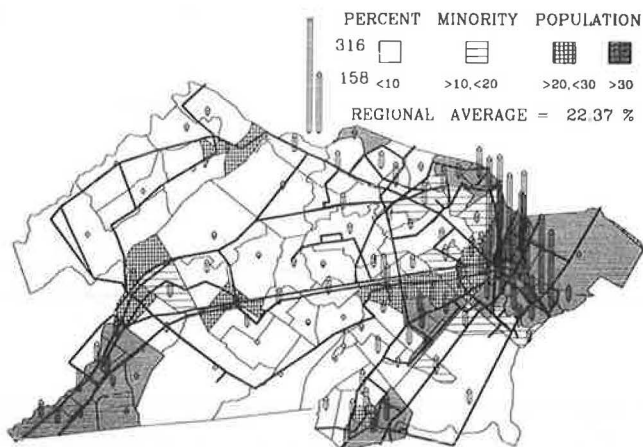 PERCENT MINORITY POPULATION
316
158 <10 >10,<20 >20,<30 >30
REGIONAL AVERAGE = 22.37 %